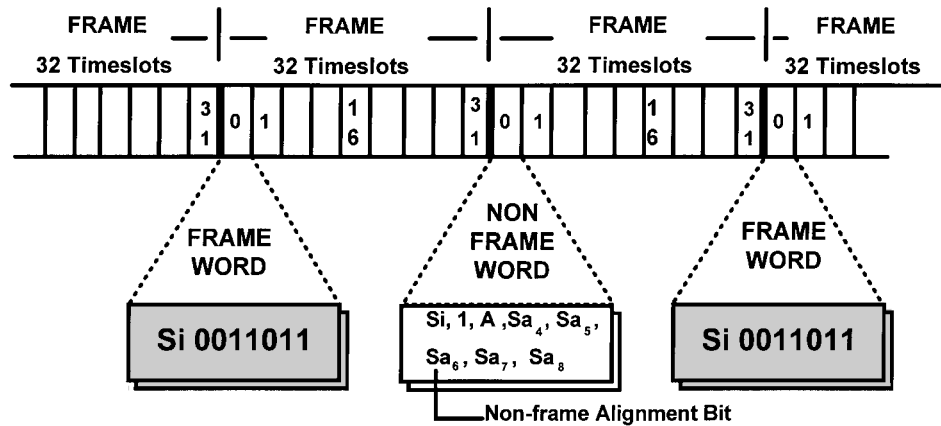 FRAME FRAME FRAME FRAME
32 Timeslots 32 Timeslots 32 Timeslots 32 Timeslots
31 0 1 16 31 0 1 16 31 0 1
FRAME
WORD
Si 0011011
NON
FRAME
WORD
Si, 1, A ,Sa4, Sa5,
Sa6, Sa7, Sa8
Non-frame Alignment Bit
FRAME
WORD
Si 0011011